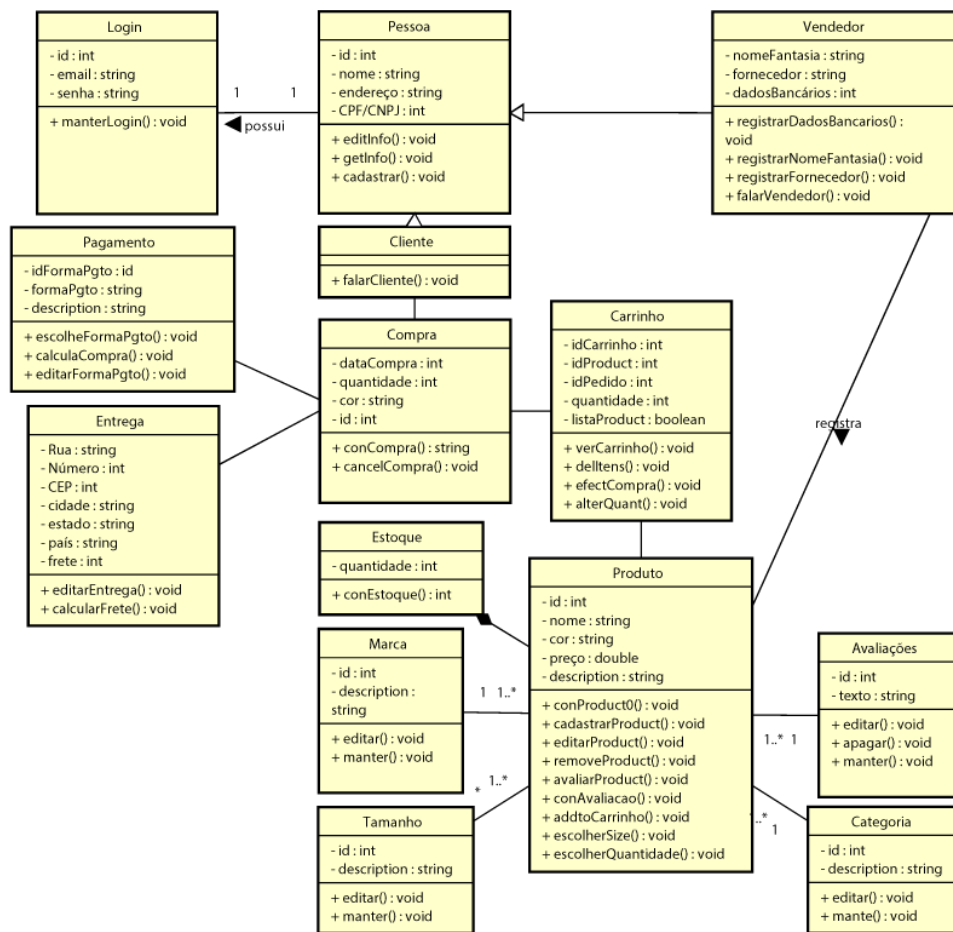 Login
- id : int
- email : string
- senha : string
+ manterLogin() : void
1
1
possui
Pessoa
- id : int
- nome : string
- endereço : string
- CPF/CNPJ : int
+ editInfo() : void
+ getInfo() : void
+ cadastrar() : void
Vendedor
- nomeFantasia : string
- fornecedor : string
- dadosBancários : int
+ registrarDadosBancarios() :
void
+ registrarNomeFantasia() : void
+ registrarFornecedor() : void
+ falarVendedor() : void
Pagamento
- idFormaPgto : id
- formaPgto : string
- description : string
+ escolheFormaPgto() : void
+ calculaCompra() : void
+ editarFormaPgto() : void
Cliente
+ falarCliente() : void
Compra
- dataCompra : int
- quantidade : int
- cor : string
- id : int
+ conCompra() : string
+ cancelCompra() : void
Carrinho
- idCarrinho : int
- idProduct : int
- idPedido : int
- quantidade : int
- listaProduct : boolean
+ verCarrinho() : void
+ delItens() : void
+ efectCompra() : void
+ alterQuant() : void
registra
Entrega
- Rua : string
- Número : int
- CEP : int
- cidade : string
- estado : string
- país : string
- frete : int
+ editarEntrega() : void
+ calcularFrete() : void
Estoque
- quantidade : int
+ conEstoque() : int
Produto
- id : int
- nome : string
- cor : string
- preço : double
- description : string
+ conProduct0() : void
+ cadastrarProduct() : void
+ editarProduct() : void
+ removeProduct() : void
+ avaliarProduct() : void
+ conAvaliacao() : void
+ addtoCarrinho() : void
+ escolherSize() : void
+ escolherQuantidade() : void
Marca
- id : int
- description :
string
+ editar() : void
+ manter() : void
1 1..*
Avaliações
- id : int
- texto : string
+ editar() : void
+ apagar() : void
+ manter() : void
1..* 1
Tamanho
- id : int
- description : string
+ editar() : void
+ manter() : void
* 1..*
Categoria
- id : int
- description : string
+ editar() : void
+ mante() : void
..*
1